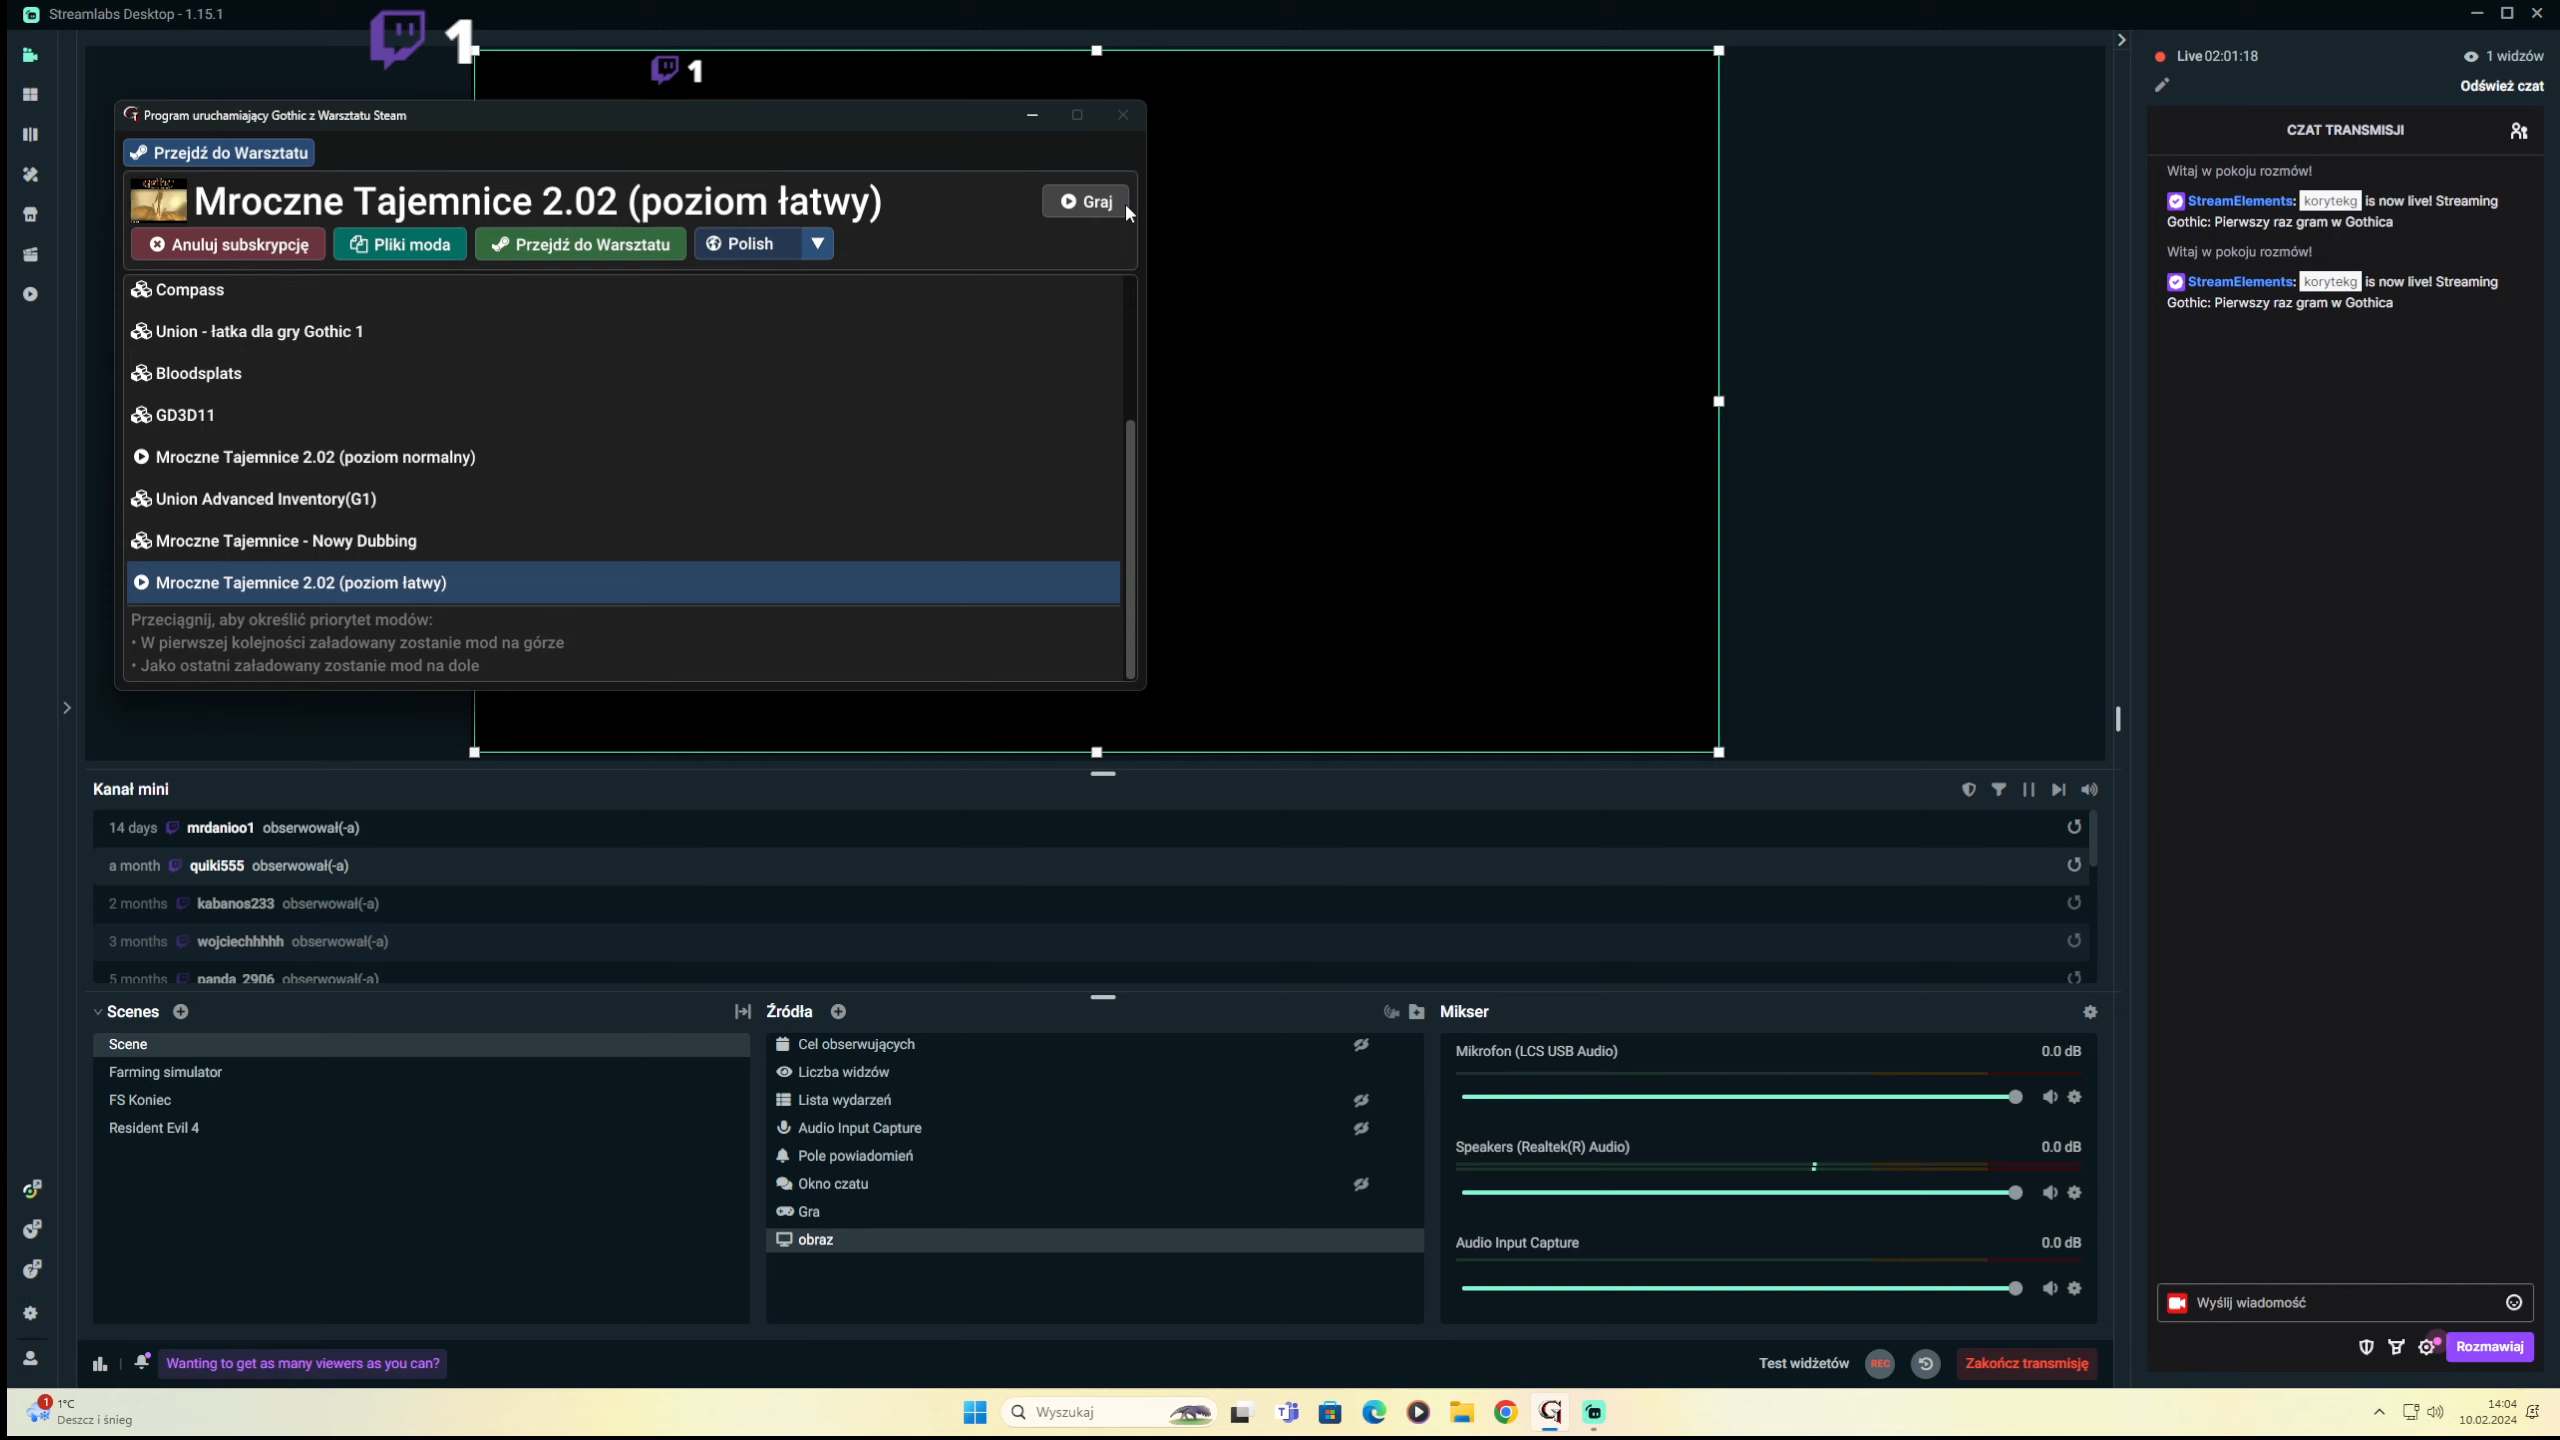 Streamlabs Desktop - 1.15.1
1
1
Program uruchamiający Gothic z Warsztatu Steam
Przejdź do Warsztatu
Mroczne Tajemnice 2.02 (poziom łatwy)
Graj
Anuluj subskrypcję
Pliki moda
Przejdź do Warsztatu
Polish
Compass
Union - łatka dla gry Gothic 1
Bloodsplats
GD3D11
Mroczne Tajemnice 2.02 (poziom normalny)
Union Advanced Inventory(G1)
Mroczne Tajemnice - Nowy Dubbing
Mroczne Tajemnice 2.02 (poziom łatwy)
Przeciągnij, aby określić priorytet modów:
• W pierwszej kolejności załadowany zostanie mod na górze
• Jako ostatni załadowany zostanie mod na dole
Live 02:01:18
1 widzów
Odśwież czat
CZAT TRANSMISJI
Witaj w pokoju rozmów!
StreamElements: korytekg is now live! Streaming
Gothic: Pierwszy raz gram w Gothica
Witaj w pokoju rozmów!
StreamElements: korytekg is now live! Streaming
Gothic: Pierwszy raz gram w Gothica
Kanał mini
14 days mrdanioo1 obserwował(-a)
a month quiki555 obserwował(-a)
2 months kabanos233 obserwował(-a)
3 months wojciechhhhh obserwował(-a)
5 months panda_2906 obserwował(-a)
Scenes
Scene
Farming simulator
FS Koniec
Resident Evil 4
Źródła
Cel obserwujących
Liczba widzów
Lista wydarzeń
Audio Input Capture
Pole powiadomień
Okno czatu
Gra
obraz
Mikser
Mikrofon (LCS USB Audio)
0.0 dB
Speakers (Realtek(R) Audio)
0.0 dB
Audio Input Capture
0.0 dB
Wyślij wiadomość
Rozmawiaj
Wanting to get as many viewers as you can?
Test widżetów
REC
Zakończ transmisję
1
1°C
Deszcz i śnieg
Wyszukaj
14:04
10.02.2024